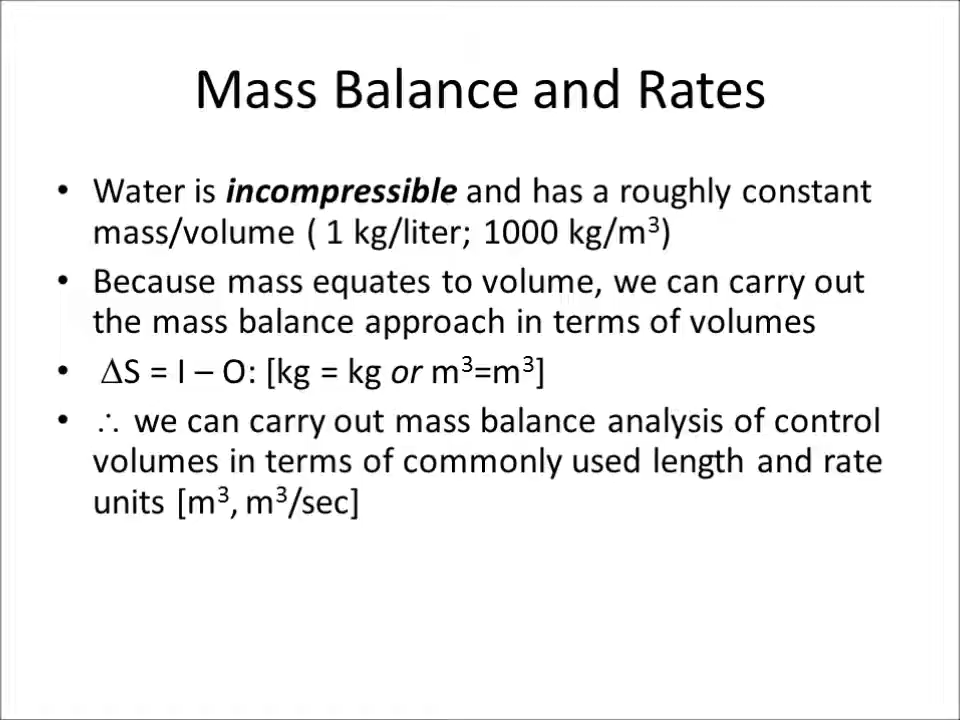 Mass Balance and Rates
• Water is incompressible and has a roughly constant
mass/volume ( 1 kg/liter; 1000 kg/m³)
• Because mass equates to volume, we can carry out
the mass balance approach in terms of volumes
• ΔS = I – O: [kg = kg or m³=m³]
• ∴ we can carry out mass balance analysis of control
volumes in terms of commonly used length and rate
units [m³, m³/sec]